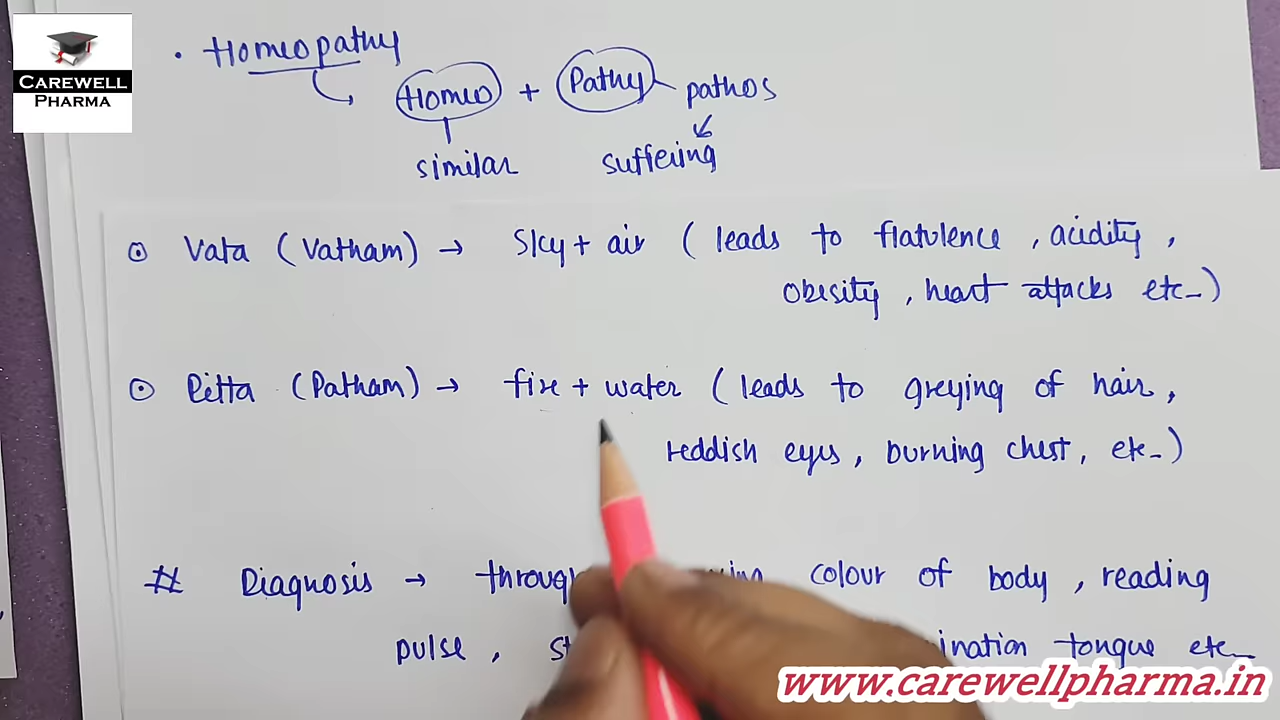 CAREWELL
PHARMA
• Homeopathy
Homeo + Pathy pathos
similar suffering
Vata (Vatham) → Sky + air (leads to flatulence, acidity,
obesity, heart attacks etc-)
Pitta (Patham) → fire + water (leads to greying of hair,
reddish eyes, burning chest, etc-)
# Diagnosis → colour of body, reading
pulse, tongue etc-
www.carewellpharma.in